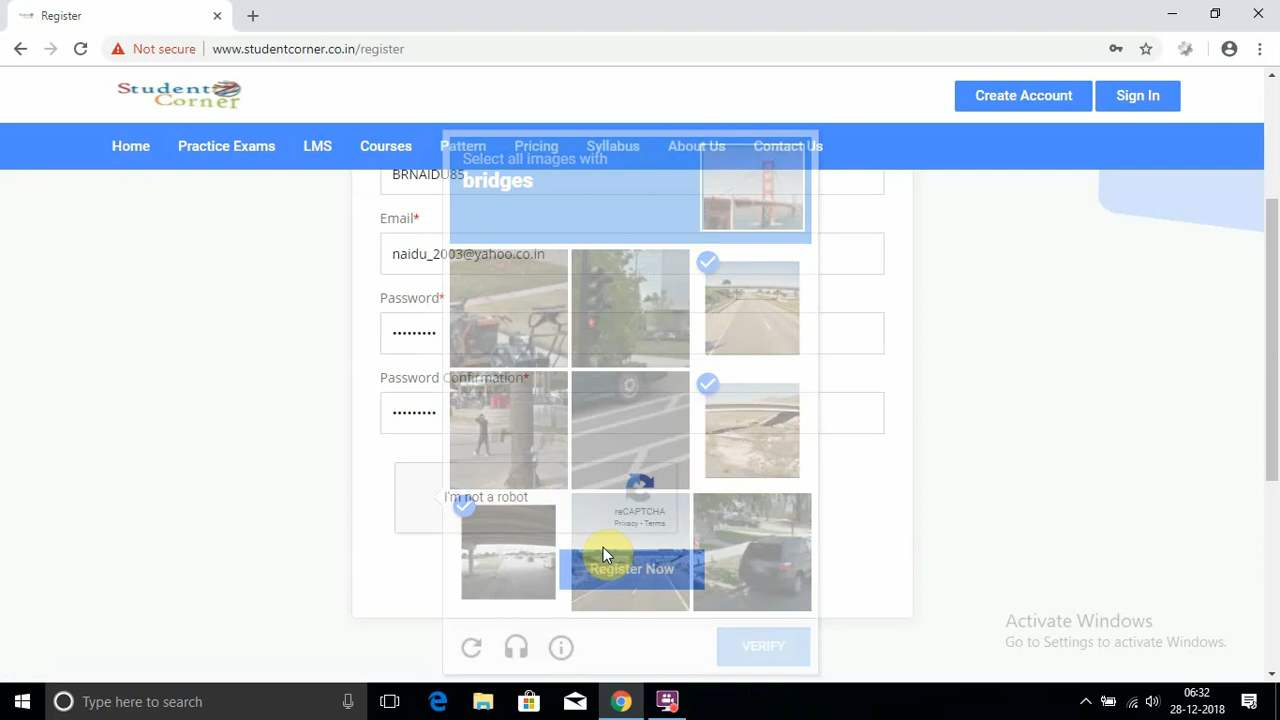 Register
Not secure
www.studentcorner.co.in/register
Student
Corner
Create Account
Sign In
Home
Practice Exams
LMS
Courses
Pattern
Pricing
Syllabus
About Us
Contact Us
Select all images with
bridges
BRNAIDU85
Email*
naidu_2003@yahoo.co.in
Password*
•••••••••
Password Confirmation*
•••••••••
I'm not a robot
reCAPTCHA
Privacy - Terms
Register Now
VERIFY
Activate Windows
Go to Settings to activate Windows.
Type here to search
06:32
28-12-2018